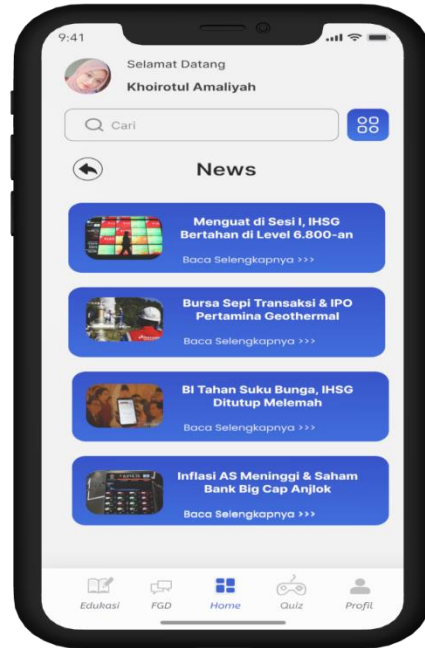 9:41
Selamat Datang
Khoirotul Amaliyah
Cari
News
Menguat di Sesi I, IHSG
Bertahan di Level 6.800-an
Baca Selengkapnya >>>
Bursa Sepi Transaksi & IPO
Pertamina Geothermal
Baca Selengkapnya >>>
BI Tahan Suku Bunga, IHSG
Ditutup Melemah
Baca Selengkapnya >>>
Inflasi AS Meninggi & Saham
Bank Big Cap Anjlok
Baca Selengkapnya >>>
Edukasi FGD Home Quiz Profil